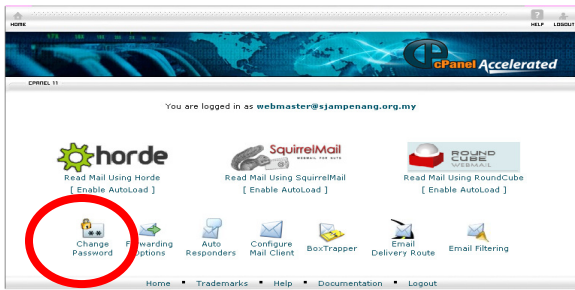 HOME
HELP LOGOUT
cPanel Accelerated
CPANEL 11
You are logged in as webmaster@sjampenang.org.my
horde
SquirrelMail
WEBMAIL FOR NUTS
ROUND
CUBE
WEBMAIL
Read Mail Using Horde
Read Mail Using SquirrelMail
Read Mail Using RoundCube
[ Enable AutoLoad ]
[ Enable AutoLoad ]
[ Enable AutoLoad ]
Change
Password
Forwarding
Options
Auto
Responders
Configure
Mail Client
BoxTrapper
Email
Delivery Route
Email Filtering
Home ▪ Trademarks ▪ Help ▪ Documentation ▪ Logout